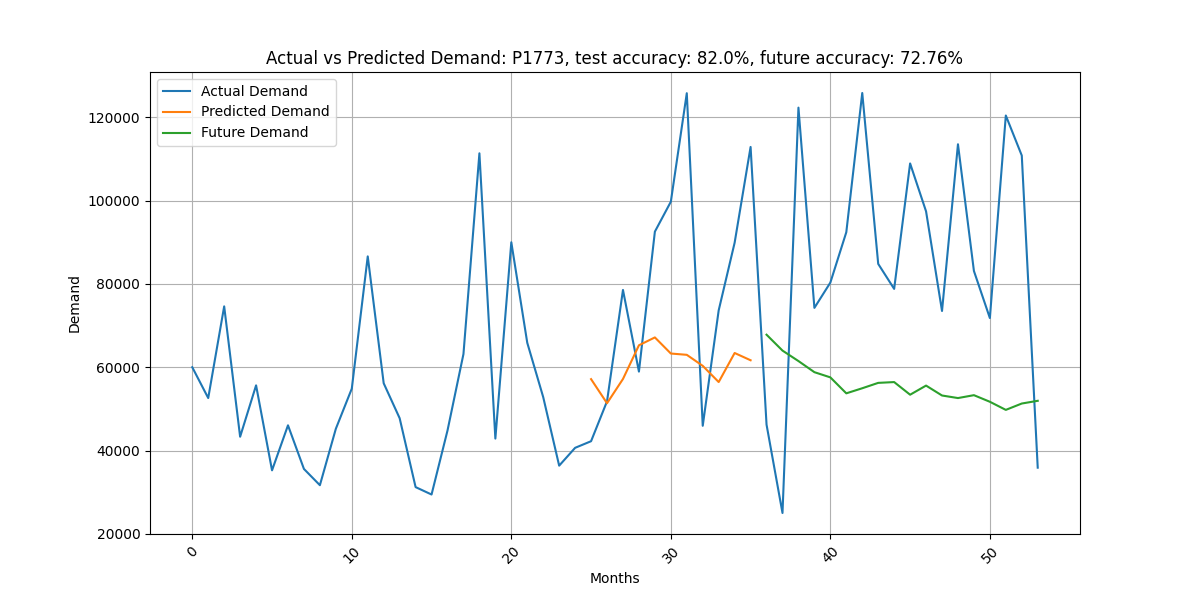 Actual vs Predicted Demand: P1773, test accuracy: 82.0%, future accuracy: 72.76%
Actual Demand
Predicted Demand
Future Demand
120000
100000
80000
60000
40000
20000
Demand
0
10
20
30
40
50
Months